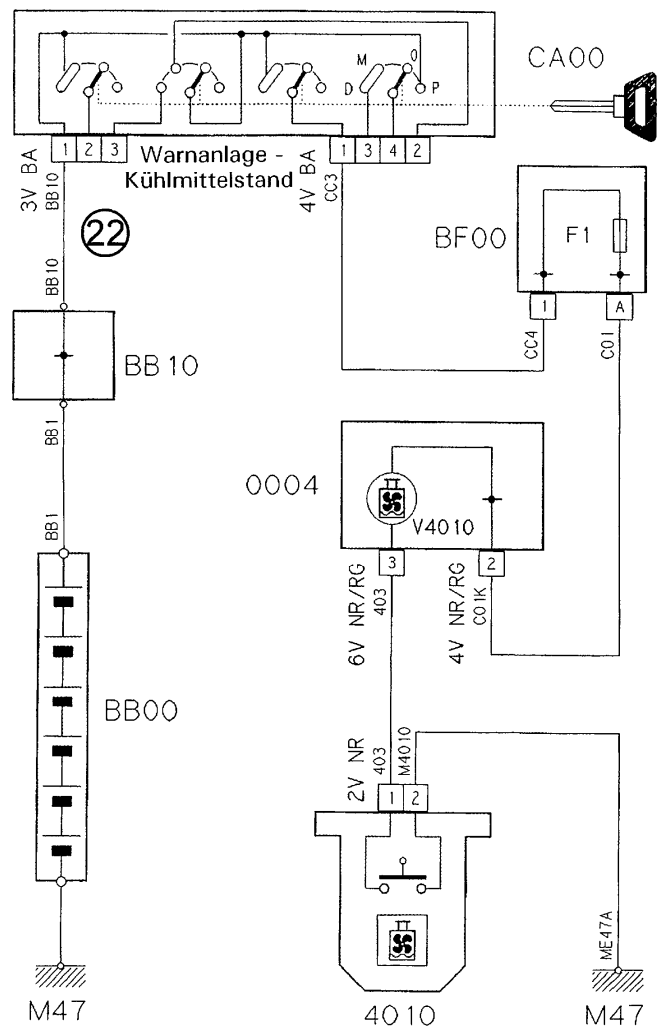 CA00
M
O
D
P
1 2 3
Warnanlage -
Kühlmittelstand
1 3 4 2
3V BA
BB10
4V BA
CC3
22
BF00
F1
1
A
CC4
C01
BB10
BB10
BB1
0004
V4010
3
2
6V NR/RG
403
4V NR/RG
C01K
BB1
BB00
2V NR
403
M4010
1 2
ME47A
M47
4010
M47